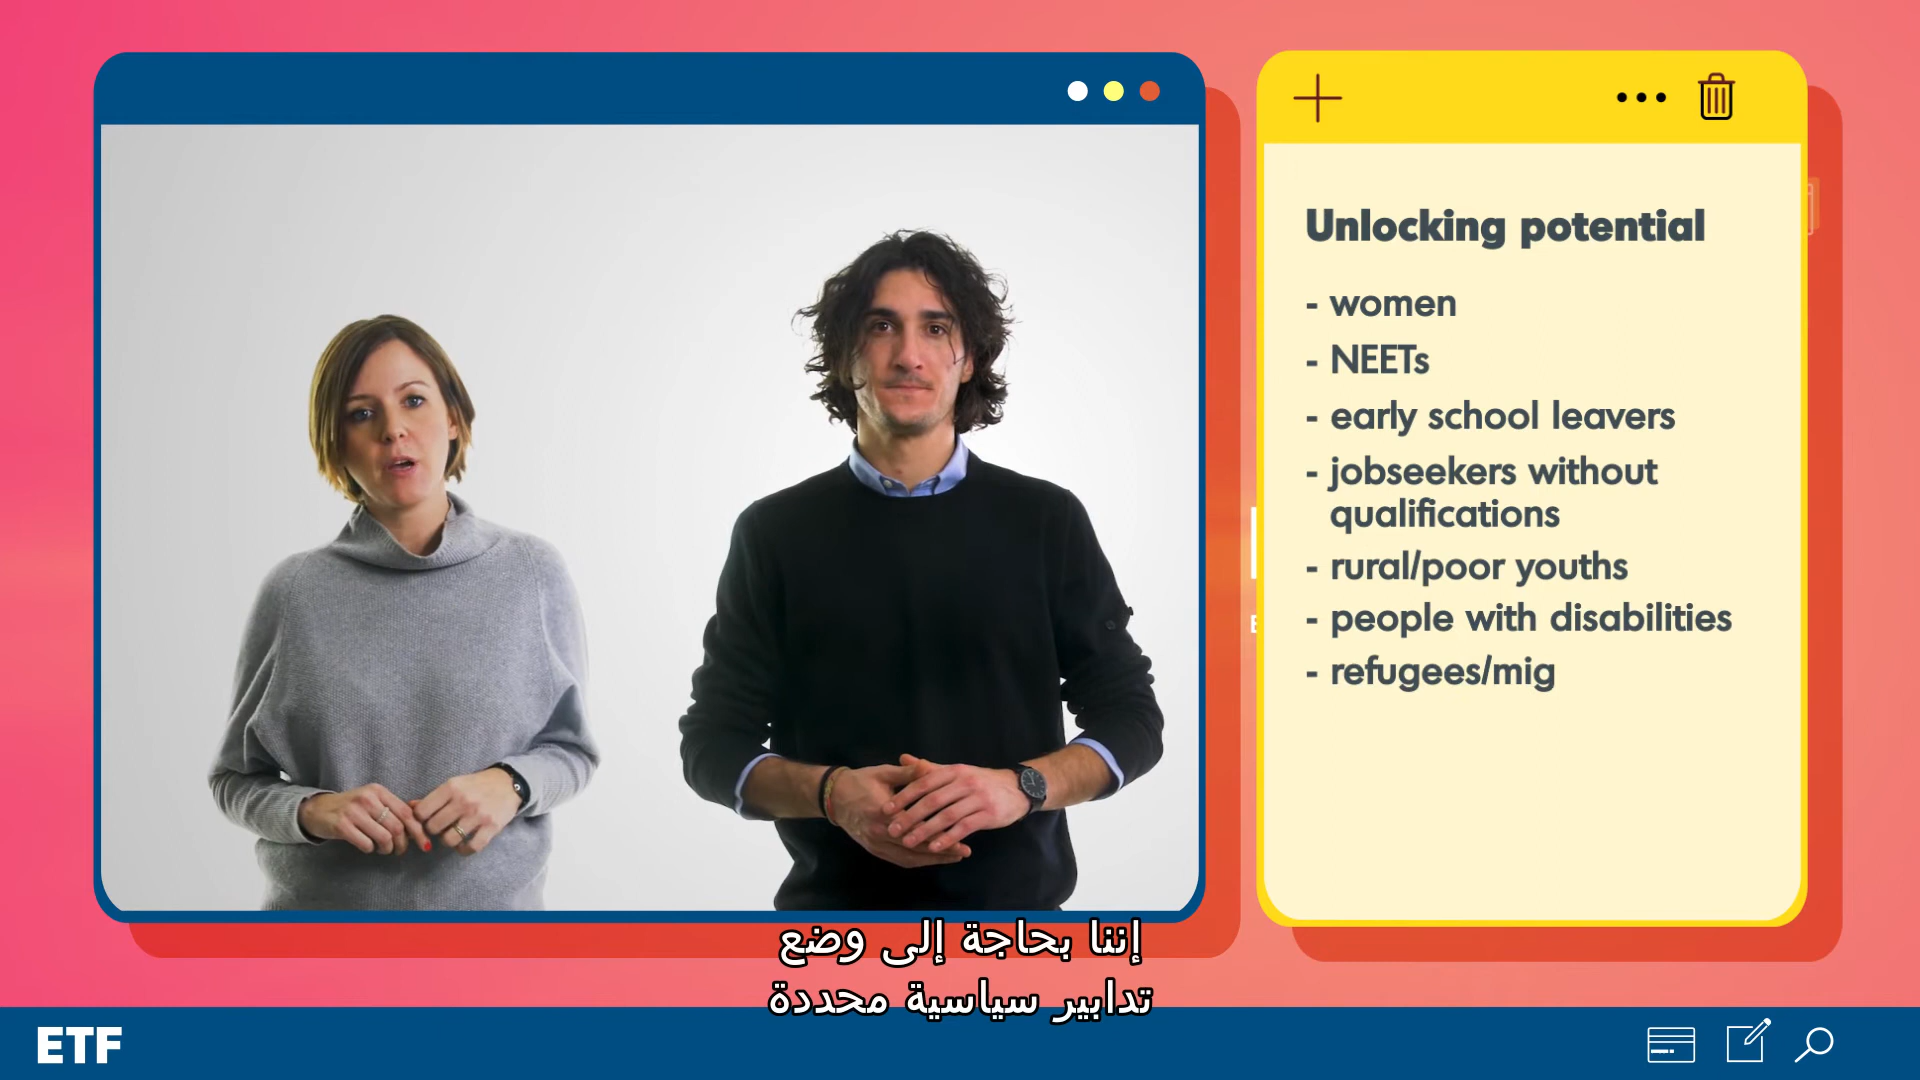 Unlocking potential
- women
- NEETs
- early school leavers
- jobseekers without
qualifications
- rural/poor youths
- people with disabilities
- refugees/mig
إننا بحاجة إلى وضع
تدابير سياسية محددة
ETF